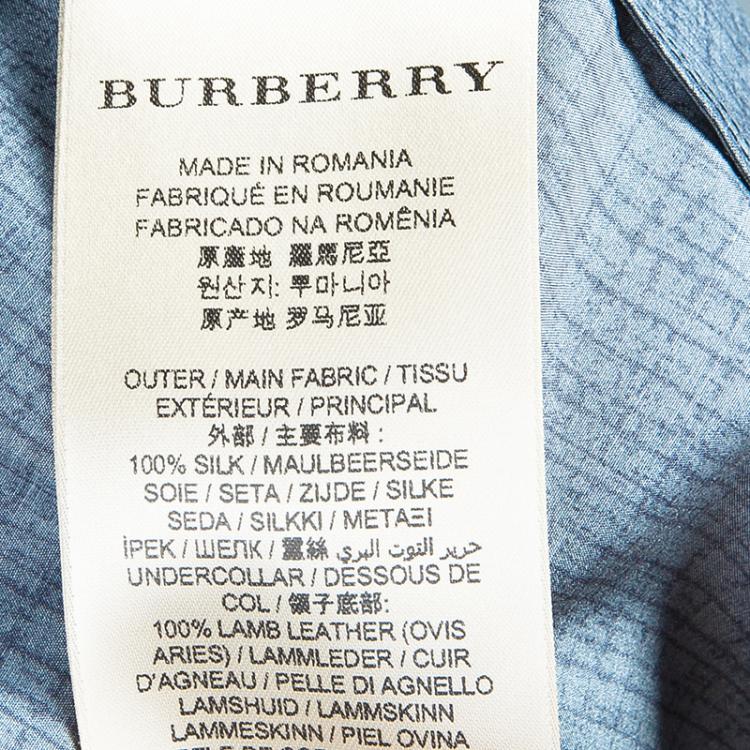 BURBERRY
MADE IN ROMANIA
FABRIQUÉ EN ROUMANIE
FABRICADO NA ROMÊNIA
原產地 羅馬尼亞
원산지: 루마니아
原产地 罗马尼亚
OUTER / MAIN FABRIC / TISSU
EXTÉRIEUR / PRINCIPAL
外部 / 主要布料 :
100% SILK / MAULBEERSEIDE
SOIE / SETA / ZIJDE / SILKE
SEDA / SILKKI / ΜΕΤΑΞΙ
İPEK / ШЕЛК / 蠶絲 حرير التوت البري /
UNDERCOLLAR / DESSOUS DE
COL / 領子底部:
100% LAMB LEATHER (OVIS
ARIES) / LAMMLEDER / CUIR
D'AGNEAU / PELLE DI AGNELLO
LAMSHUID / LAMMSKINN
LAMMESKINN / PIEL OVINA